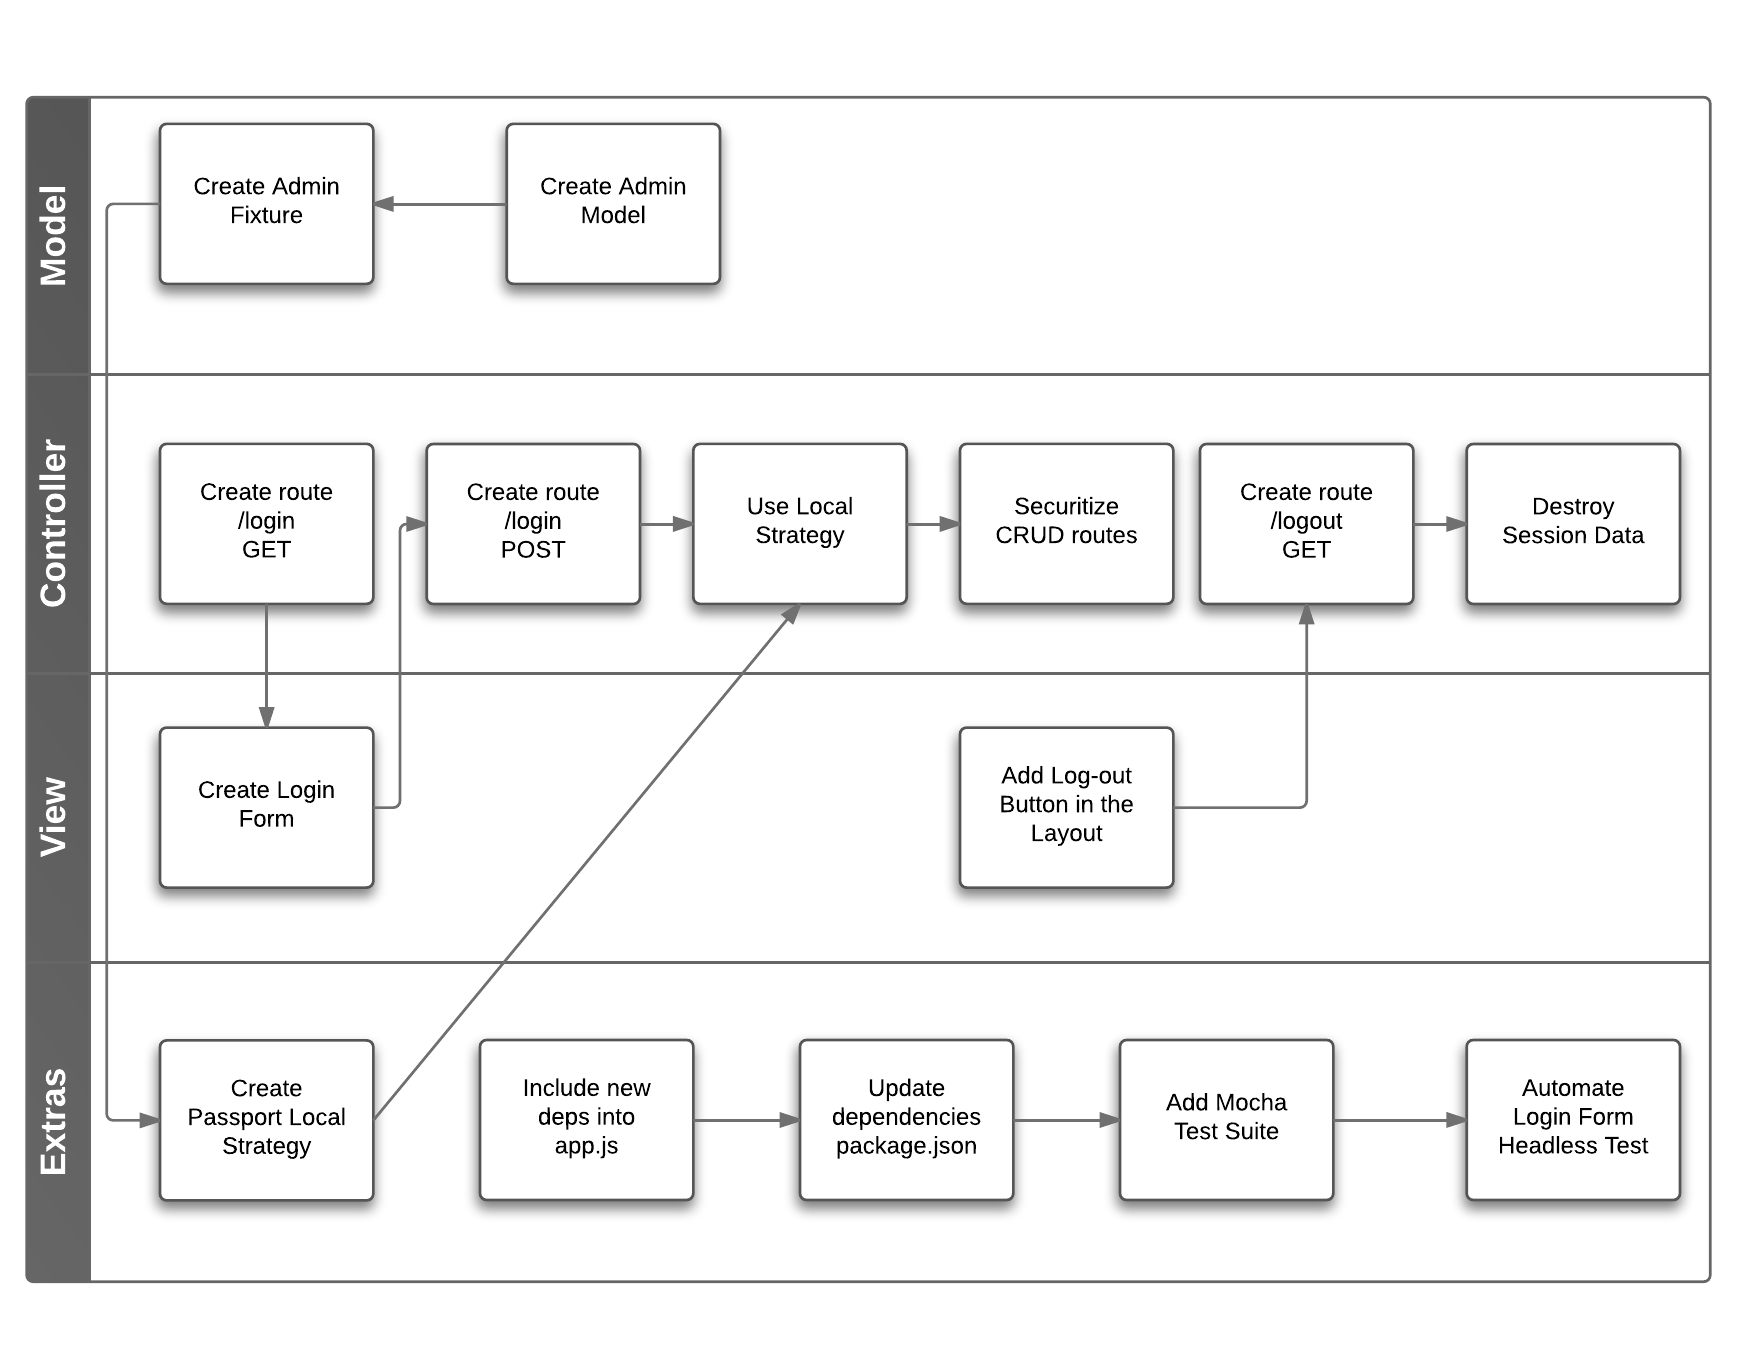 Model
Create Admin
Fixture
Create Admin
Model
Controller
Create route
/login
GET
Create route
/login
POST
Use Local
Strategy
Securitize
CRUD routes
Create route
/logout
GET
Destroy
Session Data
View
Create Login
Form
Add Log-out
Button in the
Layout
Extras
Create
Passport Local
Strategy
Include new
deps into
app.js
Update
dependencies
package.json
Add Mocha
Test Suite
Automate
Login Form
Headless Test